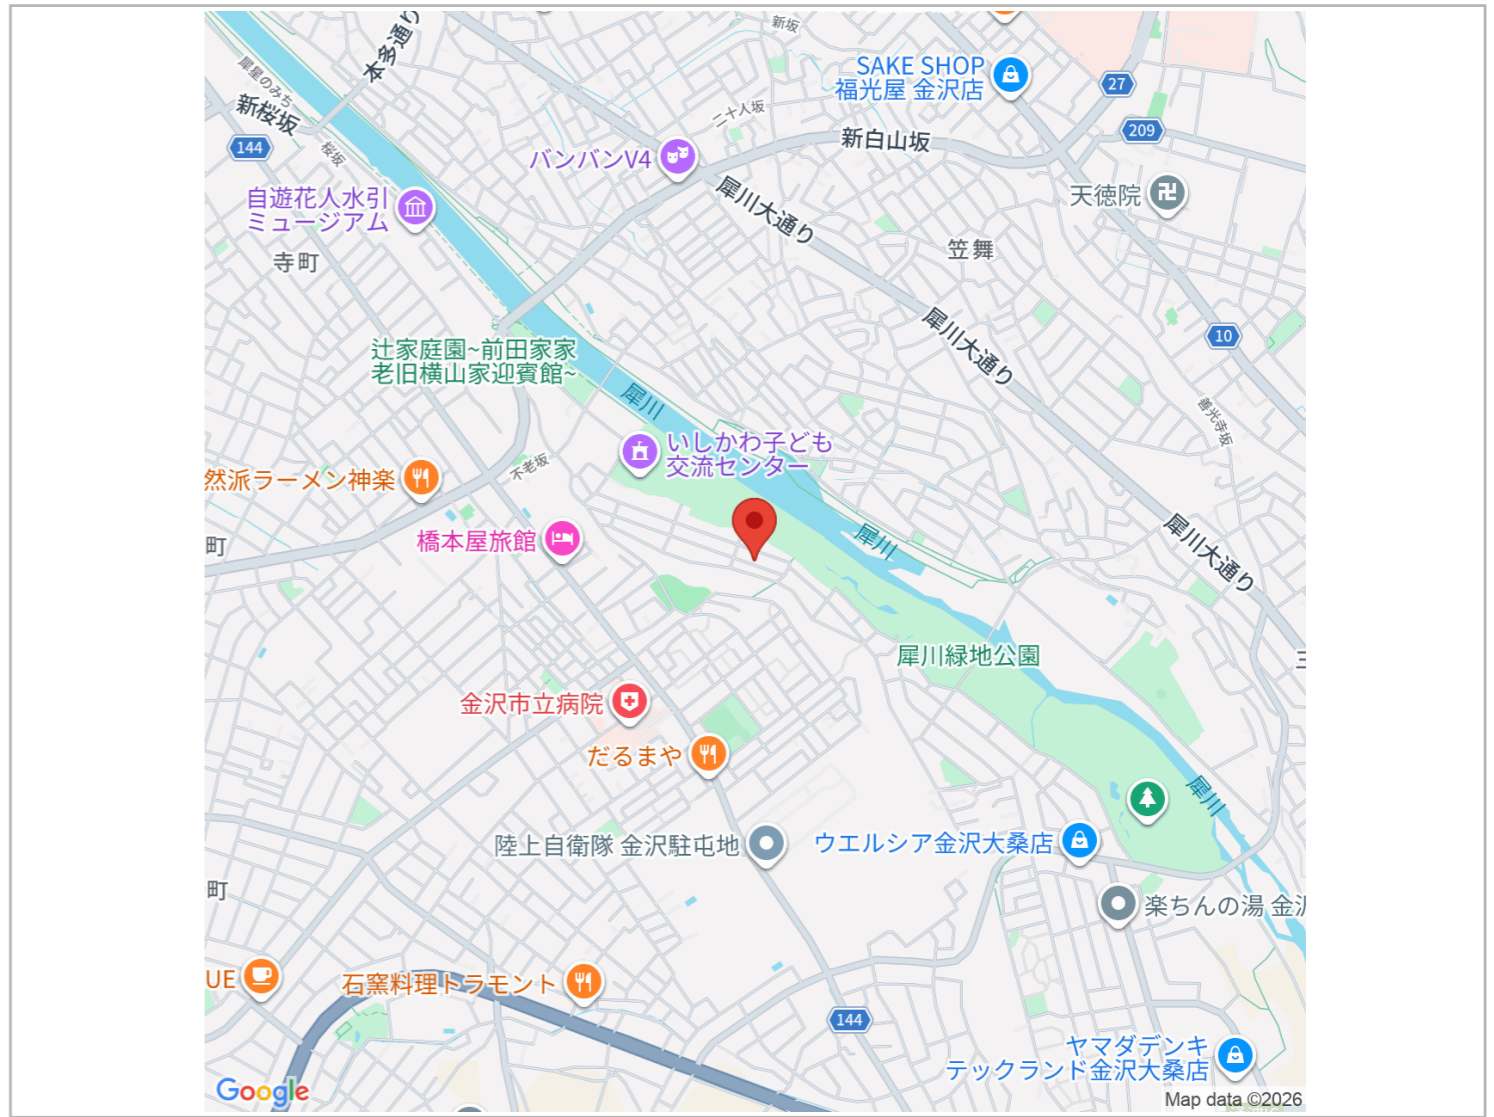 新坂
本多通り
犀星のみち
SAKE SHOP
福光屋 金沢店
27
新桜坂
二十人坂
209
新白山坂
144
桜坂
バンバンV4
自遊花人水引
ミュージアム
犀川大通り
天徳院
笠舞
寺町
犀川大通り
10
辻家庭園~前田家家
老旧横山家迎賓館~
犀川
善光寺坂
いしかわ子ども
交流センター
不老坂
然派ラーメン神楽
町
橋本屋旅館
犀川
犀川大通り
犀川緑地公園
金沢市立病院
だるまや
犀川
陸上自衛隊 金沢駐屯地
ウエルシア金沢大桑店
町
楽ちんの湯 金沢
UE
石窯料理トラモント
144
ヤマダデンキ
テックランド金沢大桑店
Google
Map data ©2026